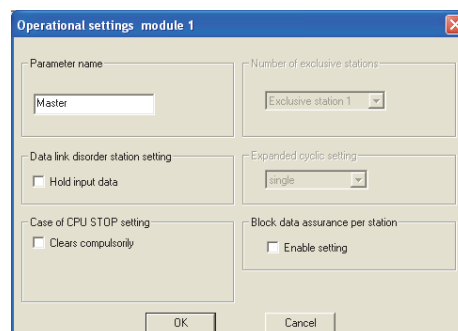 Operational settings  module 1
Parameter name
Master
Number of exclusive stations
Exclusive station 1
Data link disorder station setting
Hold input data
Expanded cyclic setting
single
Case of CPU STOP setting
Clears compulsorily
Block data assurance per station
Enable setting
OK
Cancel